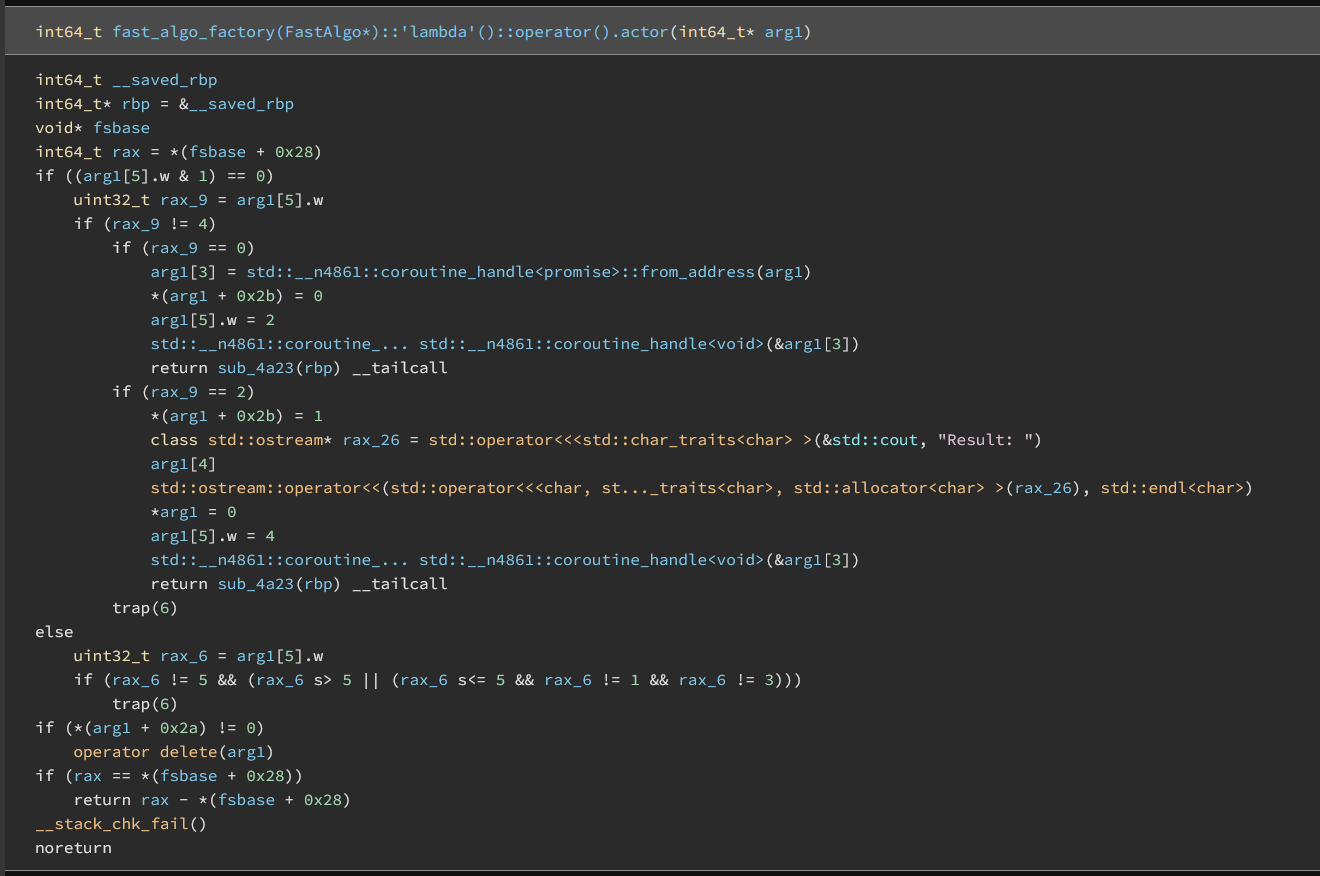 int64_t fast_algo_factory(FastAlgo*)::'lambda'()::operator().actor(int64_t* arg1)
int64_t __saved_rbp
int64_t* rbp = &__saved_rbp
void* fsbase
int64_t rax = *(fsbase + 0x28)
if ((arg1[5].w & 1) == 0)
    uint32_t rax_9 = arg1[5].w
    if (rax_9 != 4)
        if (rax_9 == 0)
            arg1[3] = std::__n4861::coroutine_handle<promise>::from_address(arg1)
            *(arg1 + 0x2b) = 0
            arg1[5].w = 2
            std::__n4861::coroutine_... std::__n4861::coroutine_handle<void>(&arg1[3])
            return sub_4a23(rbp) __tailcall
        if (rax_9 == 2)
            *(arg1 + 0x2b) = 1
            class std::ostream* rax_26 = std::operator<<<std::char_traits<char> >(&std::cout, "Result: ")
            arg1[4]
            std::ostream::operator<<(std::operator<<<char, st..._traits<char>, std::allocator<char> >(rax_26), std::endl<char>)
            *arg1 = 0
            arg1[5].w = 4
            std::__n4861::coroutine_... std::__n4861::coroutine_handle<void>(&arg1[3])
            return sub_4a23(rbp) __tailcall
        trap(6)
else
    uint32_t rax_6 = arg1[5].w
    if (rax_6 != 5 && (rax_6 s> 5 || (rax_6 s<= 5 && rax_6 != 1 && rax_6 != 3)))
        trap(6)
if (*(arg1 + 0x2a) != 0)
    operator delete(arg1)
if (rax == *(fsbase + 0x28))
    return rax - *(fsbase + 0x28)
__stack_chk_fail()
noreturn